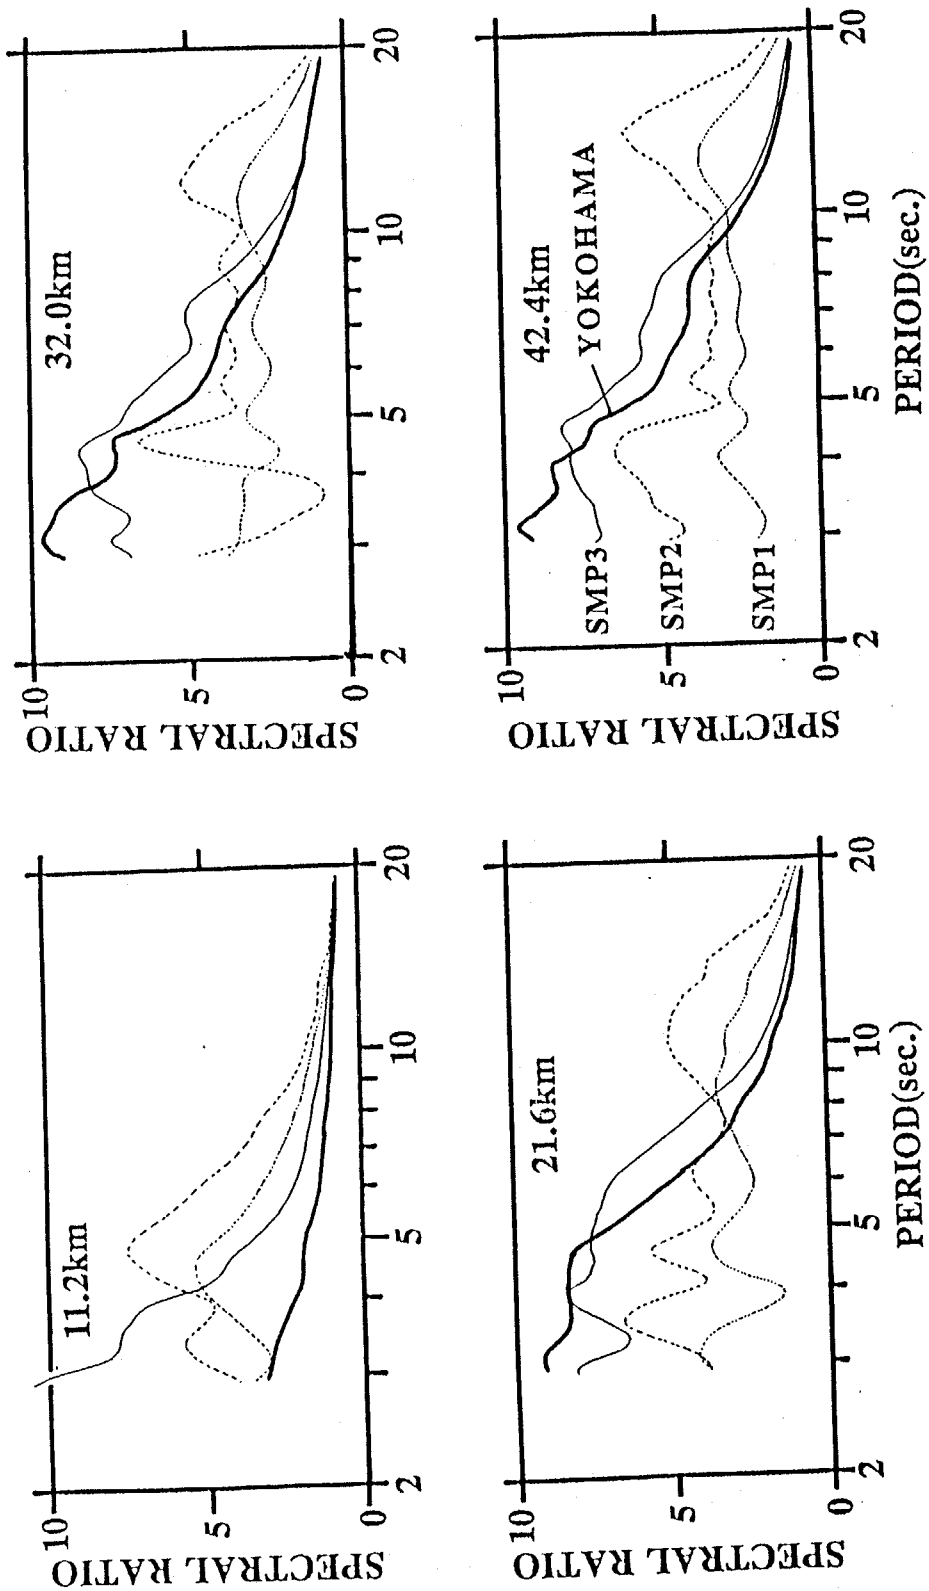 11.2km
SPECTRAL RATIO
10
5
0
2
5
10
20
32.0km
SPECTRAL RATIO
10
5
0
2
5
10
20
21.6km
SPECTRAL RATIO
10
5
0
2
5
10
20
PERIOD(sec.)
42.4km
YOKOHAMA
SMP3
SMP2
SMP1
SPECTRAL RATIO
10
5
0
2
5
10
20
PERIOD(sec.)